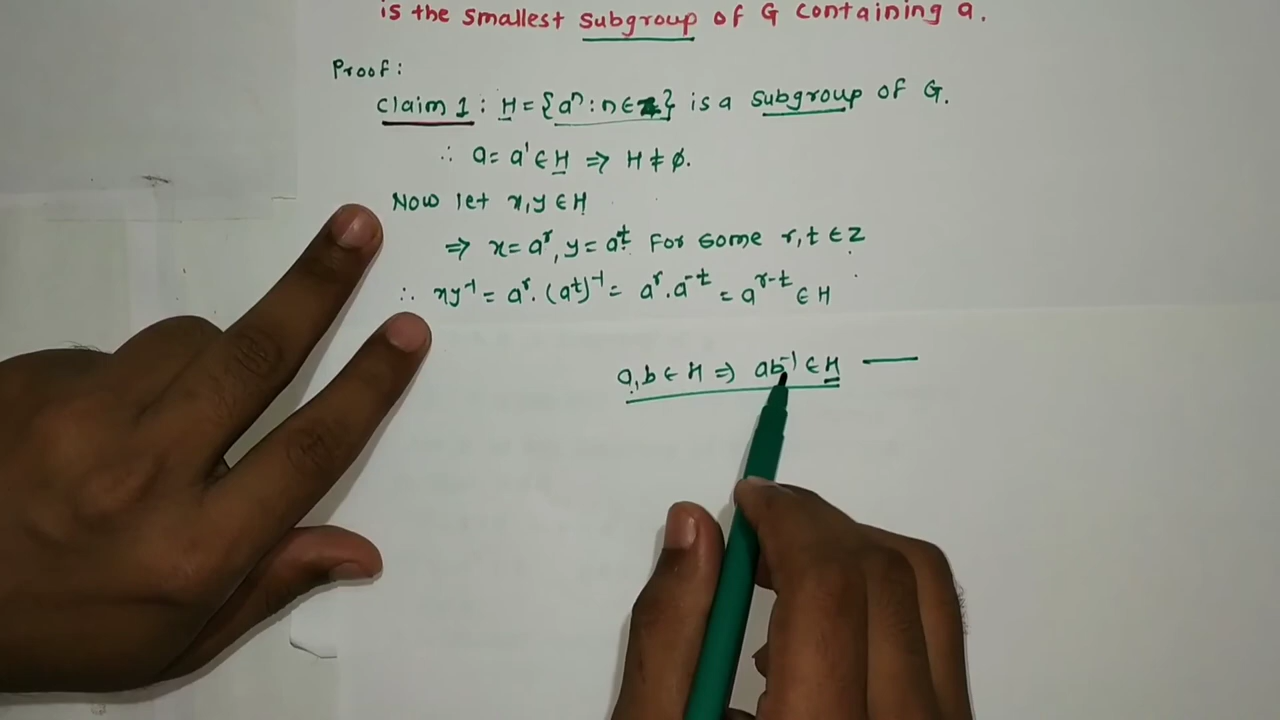 is the smallest subgroup of G containing a.
Proof:
Claim 1 : H = {aⁿ : n ∈ Z} is a subgroup of G.
∴ a = a¹ ∈ H ⇒ H ≠ φ.
Now let x, y ∈ H
⇒ x = aʳ, y = aᵗ For some r, t ∈ Z
∴ xy⁻¹ = aʳ. (aᵗ)⁻¹ = aʳ. a⁻ᵗ = aʳ⁻ᵗ ∈ H
a, b ∈ H ⇒ ab⁻¹ ∈ H —